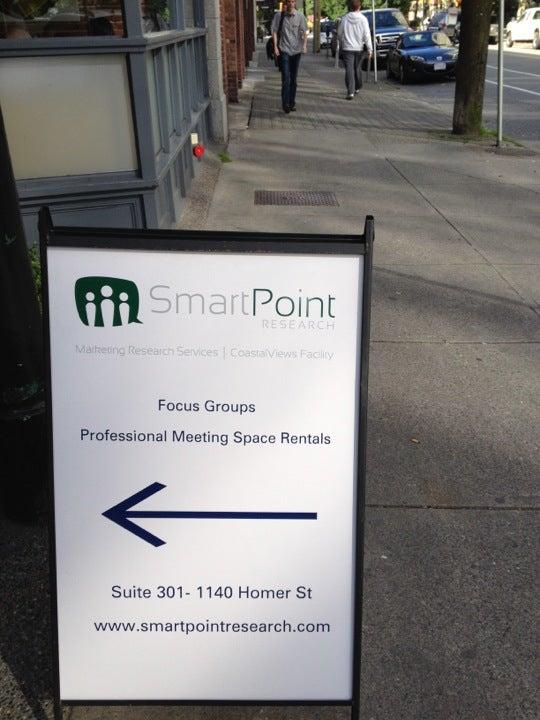 SmartPoint
RESEARCH
Marketing Research Services | CoastalViews Facility
Focus Groups
Professional Meeting Space Rentals
Suite 301- 1140 Homer St
www.smartpointresearch.com